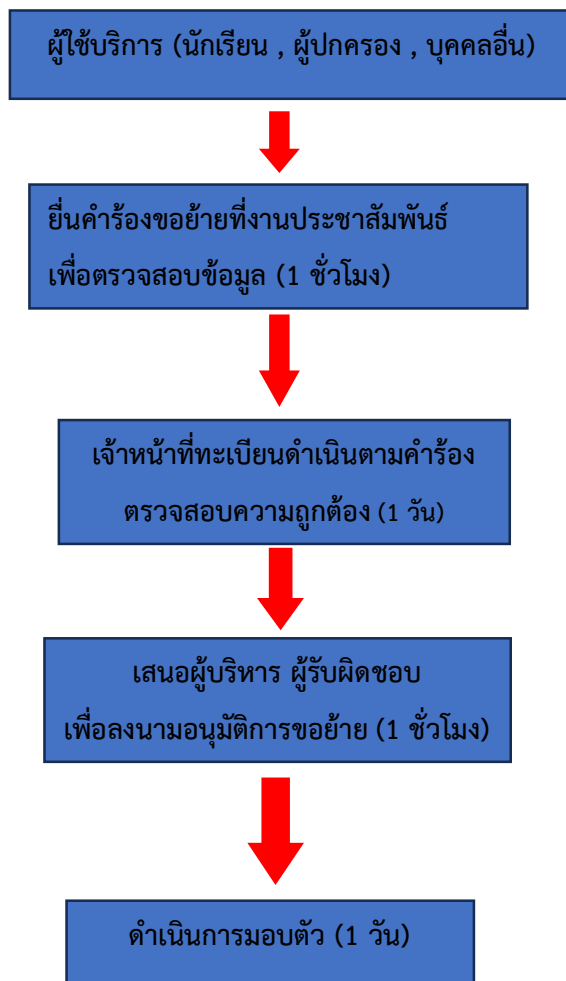 ผู้ใช้บริการ (นักเรียน , ผู้ปกครอง , บุคคลอื่น)
ยื่นคำร้องขอย้ายที่งานประชาสัมพันธ์
เพื่อตรวจสอบข้อมูล (1 ชั่วโมง)
เจ้าหน้าที่ทะเบียนดำเนินตามคำร้อง
ตรวจสอบความถูกต้อง (1 วัน)
เสนอผู้บริหาร ผู้รับผิดชอบ
เพื่อลงนามอนุมัติการขอย้าย (1 ชั่วโมง)
ดำเนินการมอบตัว (1 วัน)